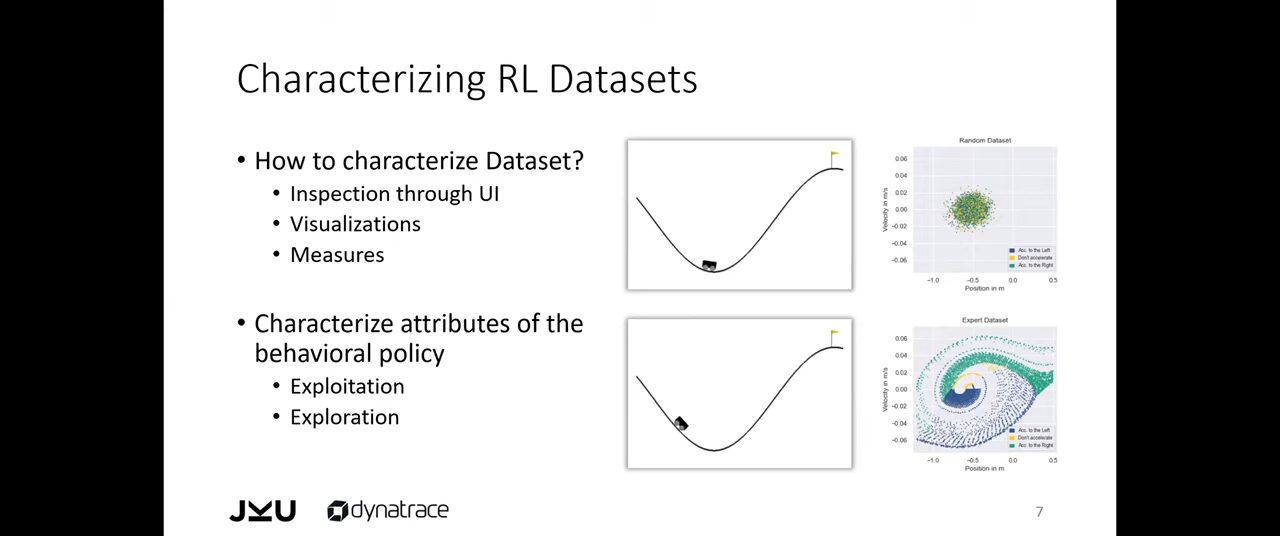 Characterizing RL Datasets
• How to characterize Dataset?
• Inspection through UI
• Visualizations
• Measures
• Characterize attributes of the
behavioral policy
• Exploitation
• Exploration
Random Dataset
Velocity in m/s
0.06
0.04
0.02
0.00
−0.02
−0.04
−0.06
Acc. to the Left
Don't accelerate
Acc. to the Right
−1.0 −0.5 0.0 0.5
Position in m
Expert Dataset
Velocity in m/s
0.06
0.04
0.02
0.00
−0.02
−0.04
−0.06
Acc. to the Left
Don't accelerate
Acc. to the Right
−1.0 −0.5 0.0 0.5
Position in m
JKU dynatrace
7